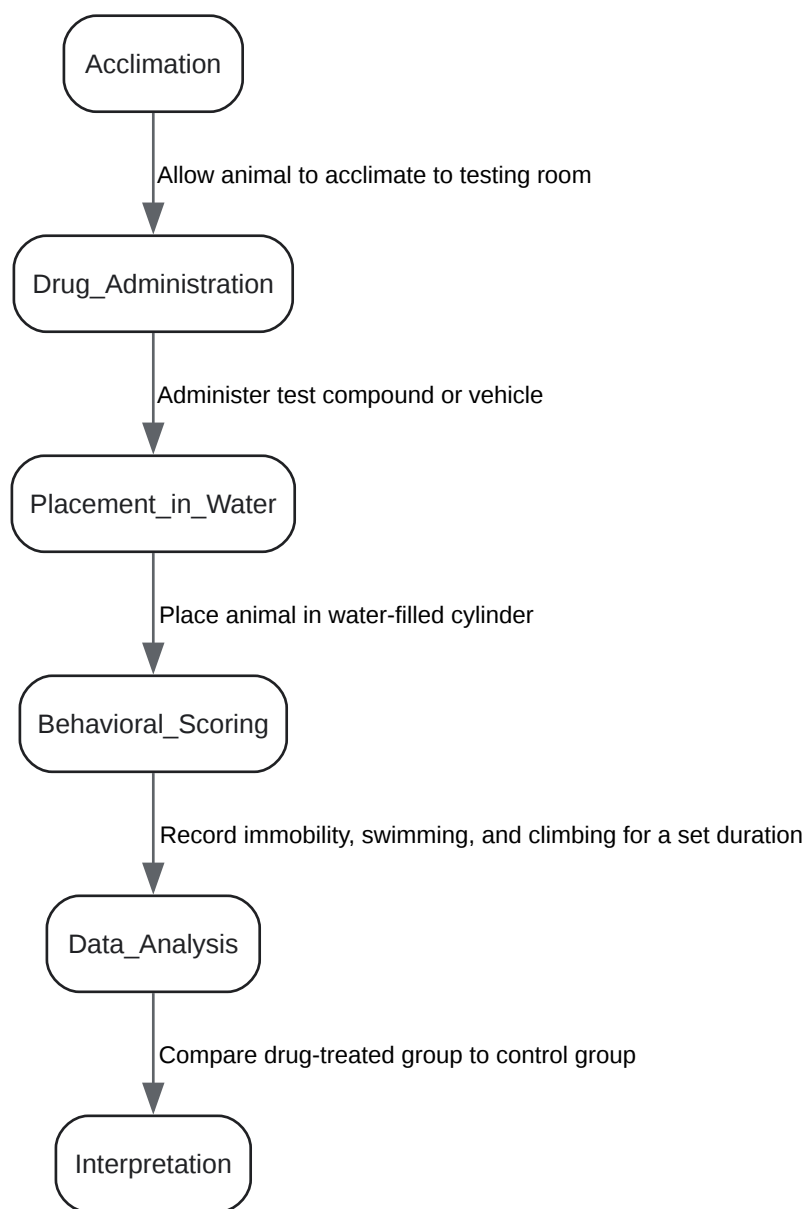 Acclimation
Allow animal to acclimate to testing room
Drug_Administration
Administer test compound or vehicle
Placement_in_Water
Place animal in water-filled cylinder
Behavioral_Scoring
Record immobility, swimming, and climbing for a set duration
Data_Analysis
Compare drug-treated group to control group
Interpretation